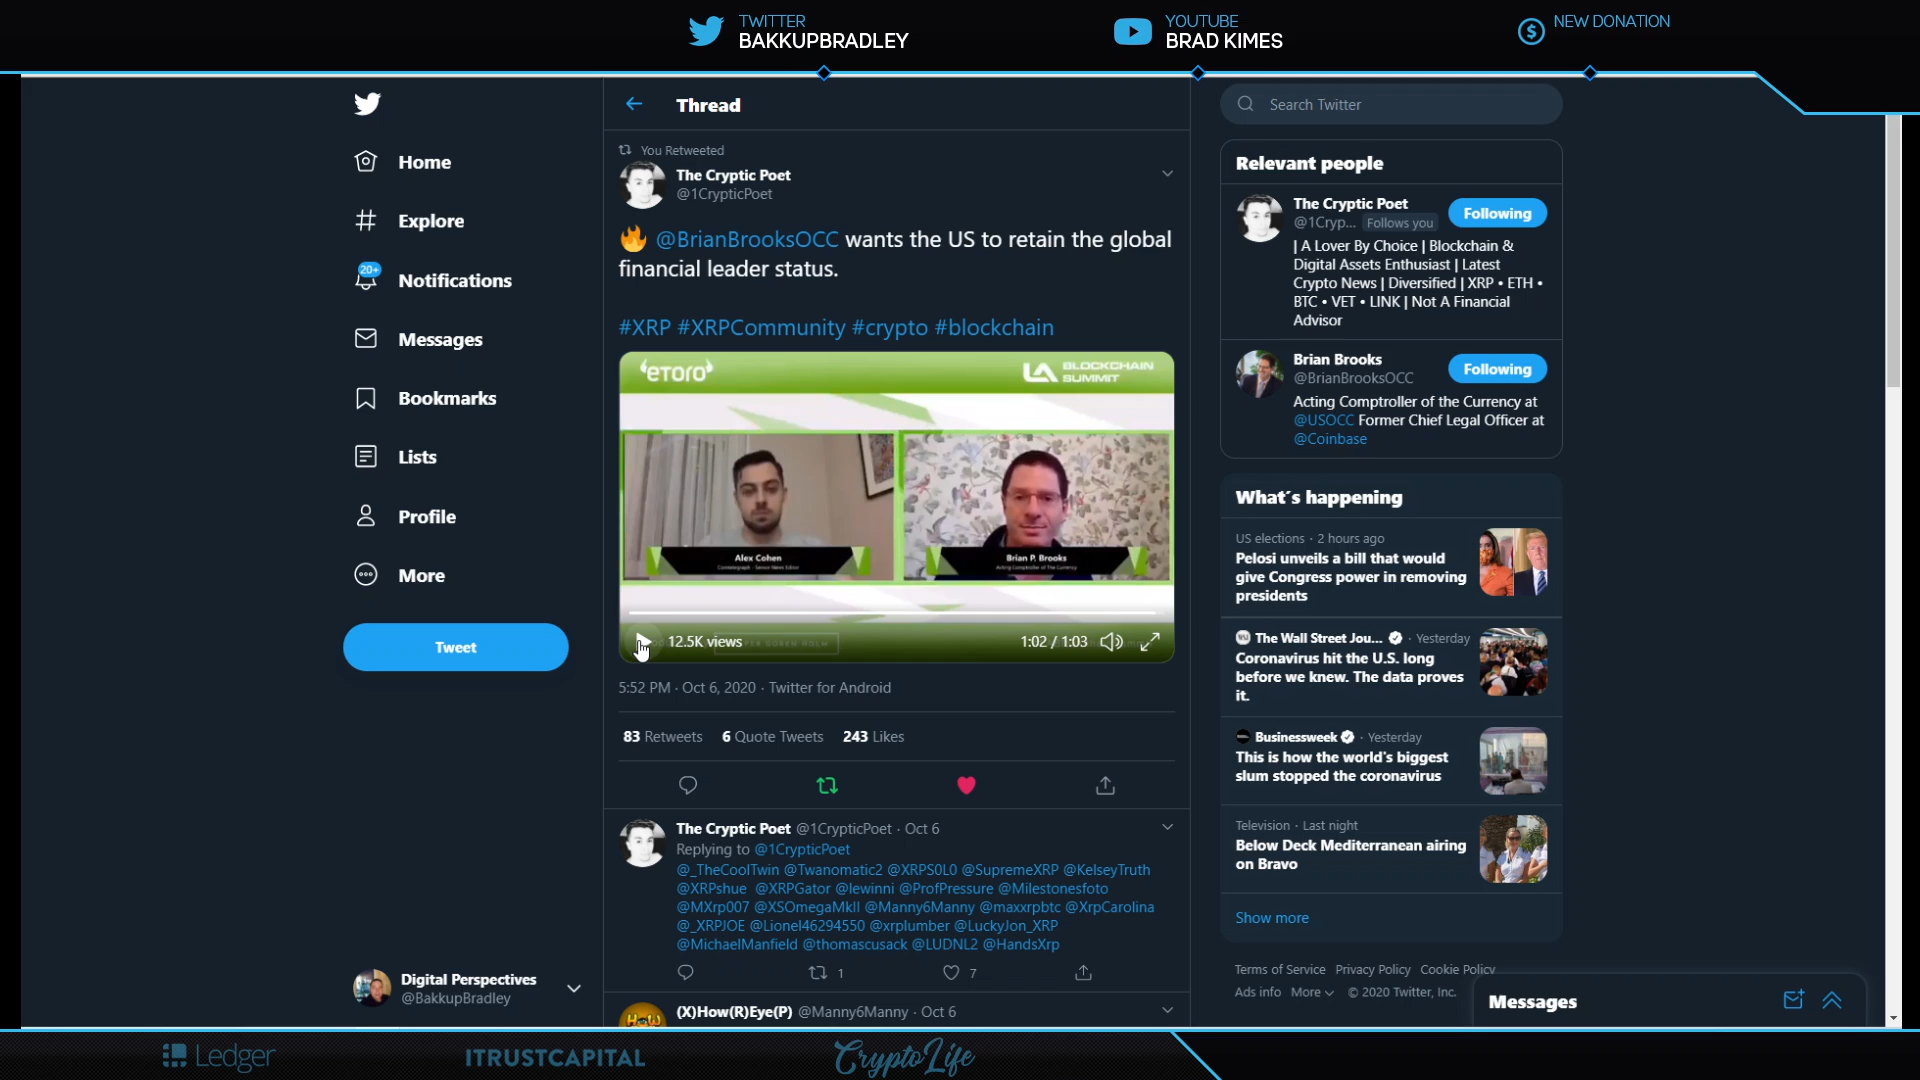 TWITTER
BAKKUPBRADLEY
YOUTUBE
BRAD KIMES
NEW DONATION
Home
Explore
20+
Notifications
Messages
Bookmarks
Lists
Profile
More
Tweet
Digital Perspectives
@BakkupBradley
Thread
You Retweeted
The Cryptic Poet
@1CrypticPoet
@BrianBrooksOCC wants the US to retain the global
financial leader status.
#XRP #XRPCommunity #crypto #blockchain
eToro
LA BLOCKCHAIN
SUMMIT
Alex Cohen
Cointelegraph - Senior News Editor
Brian P. Brooks
Acting Comptroller of The Currency
12.5K views
1:02 / 1:03
5:52 PM · Oct 6, 2020 · Twitter for Android
83 Retweets 6 Quote Tweets 243 Likes
The Cryptic Poet @1CrypticPoet · Oct 6
Replying to @1CrypticPoet
@_TheCoolTwin @Twanomatic2 @XRPS0L0 @SupremeXRP @KelseyTruth
@XRPshue @XRPGator @lewinni @ProfPressure @Milestonesfoto
@MXrp007 @XSOmegaMkII @Manny6Manny @maxxrpbtc @XrpCarolina
@_XRPJOE @Lionel46294550 @xrplumber @LuckyJon_XRP
@MichaelManfield @thomascusack @LUDNL2 @HandsXrp
1
7
(X)How(R)Eye(P) @Manny6Manny · Oct 6
Search Twitter
Relevant people
The Cryptic Poet
@1Cryp... Follows you
Following
| A Lover By Choice | Blockchain &
Digital Assets Enthusiast | Latest
Crypto News | Diversified | XRP • ETH •
BTC • VET • LINK | Not A Financial
Advisor
Brian Brooks
@BrianBrooksOCC
Following
Acting Comptroller of the Currency at
@USOCC Former Chief Legal Officer at
@Coinbase
What's happening
US elections · 2 hours ago
Pelosi unveils a bill that would
give Congress power in removing
presidents
The Wall Street Jou... · Yesterday
Coronavirus hit the U.S. long
before we knew. The data proves
it.
Businessweek · Yesterday
This is how the world's biggest
slum stopped the coronavirus
Television · Last night
Below Deck Mediterranean airing
on Bravo
Show more
Terms of Service Privacy Policy Cookie Policy
Ads info More © 2020 Twitter, Inc.
Messages
Ledger
ITRUSTCAPITAL
CryptoLife